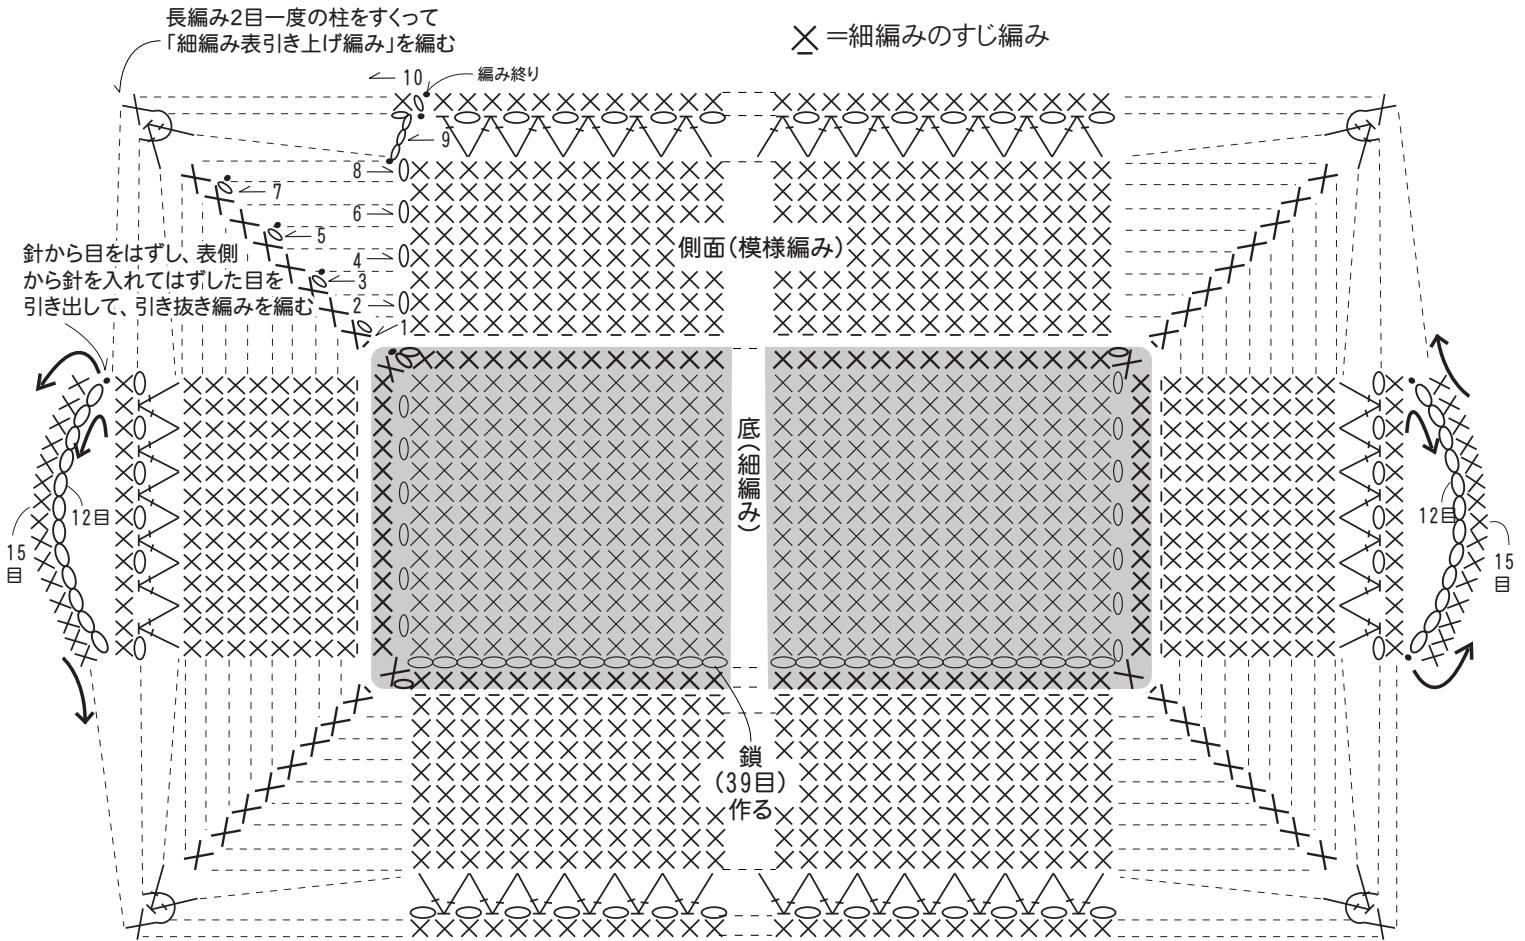 長編み2目一度の柱をすくって
「細編み表引き上げ編み」を編む
=細編みのすじ編み
10
編み終り
9
8
7
6
側面(模様編み)
5
4
針から目をはずし、表側
から針を入れてはずした目を
引き出して、引き抜き編みを編む
3
2
1
底(細編み)
12目
15
目
12目
15
目
鎖
(39目)
作る